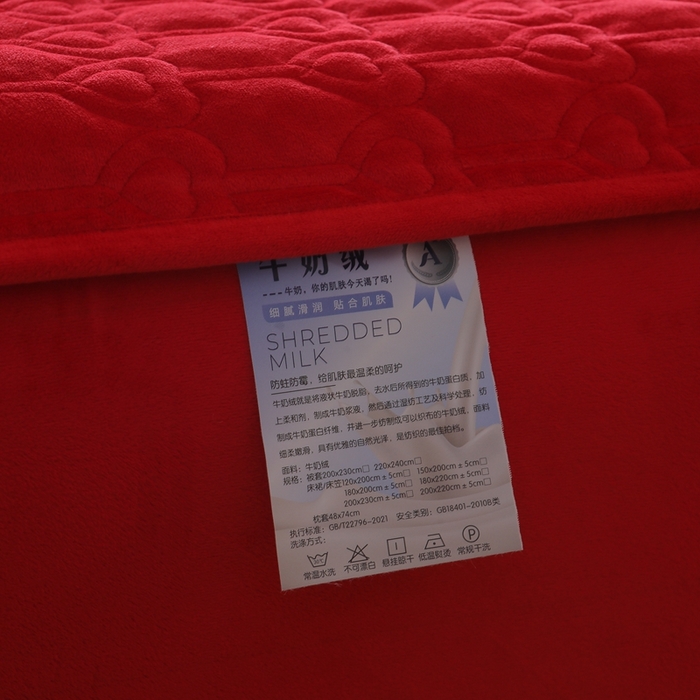 牛奶绒
A
---牛奶，你的肌肤今天渴了吗！
细腻滑润 贴合肌肤
SHREDDED
MILK
防蛀防霉，给肌肤最温柔的呵护
牛奶绒就是将液状牛奶脱脂，去水后所得到的牛奶蛋白质，加
上柔和剂，制成牛奶浆液，然后通过湿纺工艺及科学处理，纺
制成牛奶蛋白纤维，并进一步纺制成可以织布的牛奶绒，面料
细柔嫩滑，具有优雅的自然光泽，是纺织的最佳拍档。
面料：牛奶绒
规格：被套200x230cm□ 220x240cm□
床裙/床笠120x200cm±5cm□ 150x200cm±5cm□
180x200cm±5cm□ 180x220cm±5cm□
200x230cm±5cm□ 200x220cm±5cm□
枕套48x74cm
执行标准：GB/T22796-2021 安全类别：GB18401-2010B类
洗涤方式：
常温水洗 不可漂白 悬挂晾干 低温熨烫 常规干洗